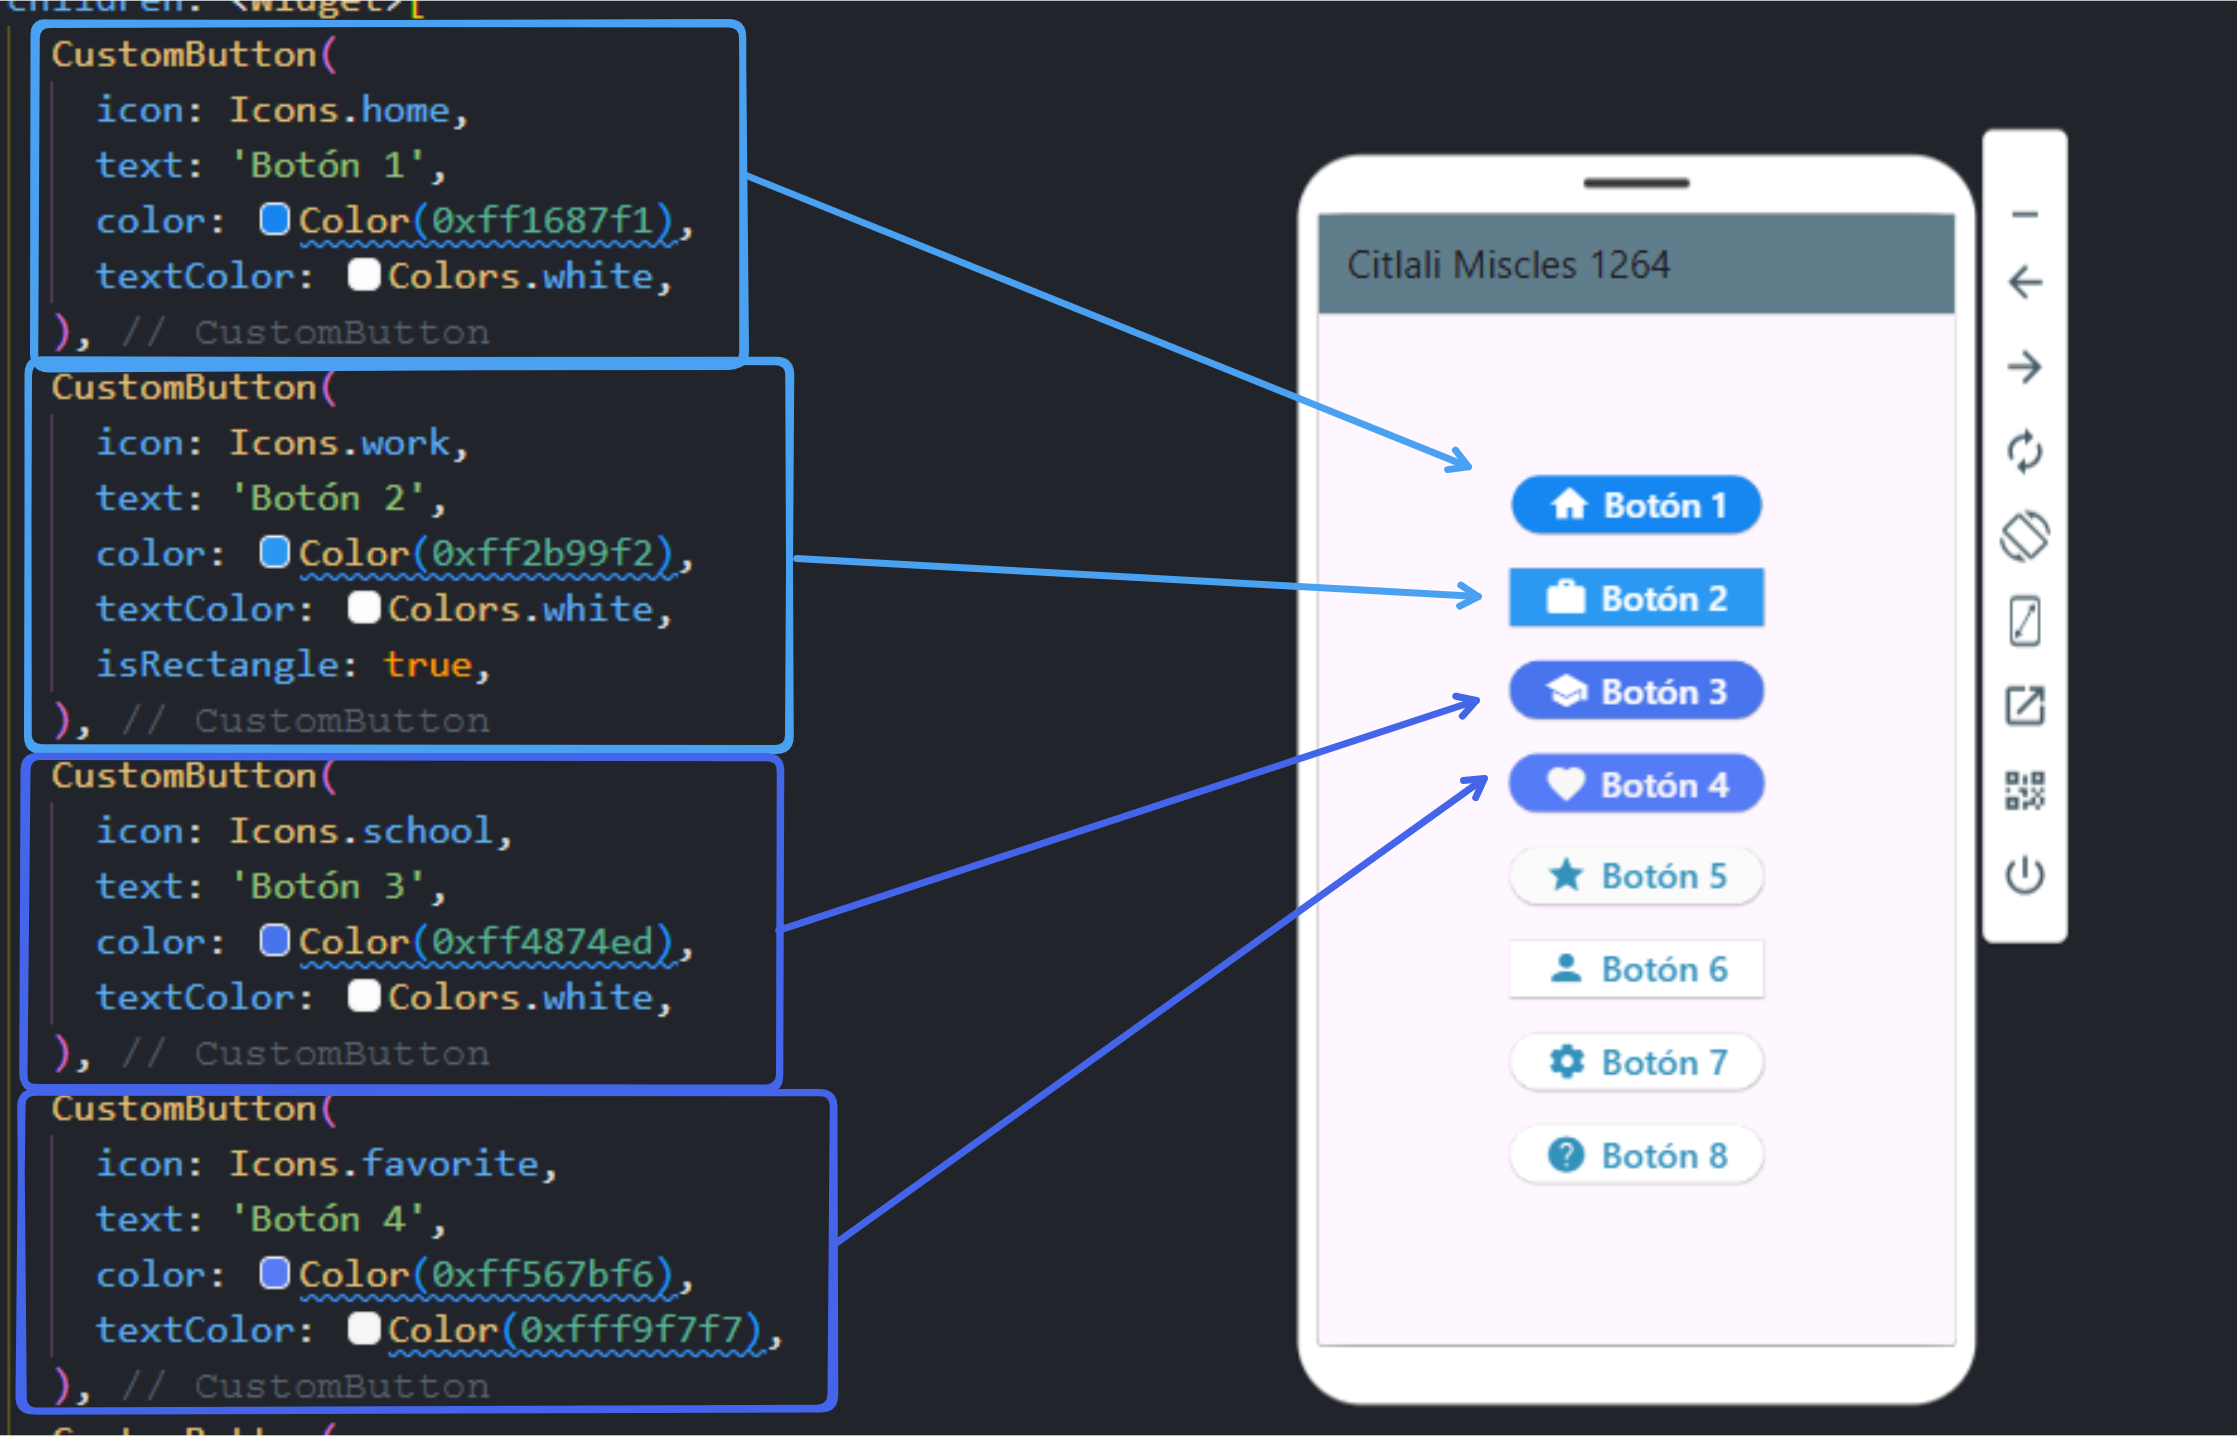 children: <Widget>[
CustomButton(
icon: Icons.home,
text: 'Botón 1',
color: Color(0xff1687f1),
textColor: Colors.white,
), // CustomButton
CustomButton(
icon: Icons.work,
text: 'Botón 2',
color: Color(0xff2b99f2),
textColor: Colors.white,
isRectangle: true,
), // CustomButton
CustomButton(
icon: Icons.school,
text: 'Botón 3',
color: Color(0xff4874ed),
textColor: Colors.white,
), // CustomButton
CustomButton(
icon: Icons.favorite,
text: 'Botón 4',
color: Color(0xff567bf6),
textColor: Color(0xfff9f7f7),
), // CustomButton
CustomButton(
Citlali Miscles 1264
Botón 1
Botón 2
Botón 3
Botón 4
Botón 5
Botón 6
Botón 7
Botón 8